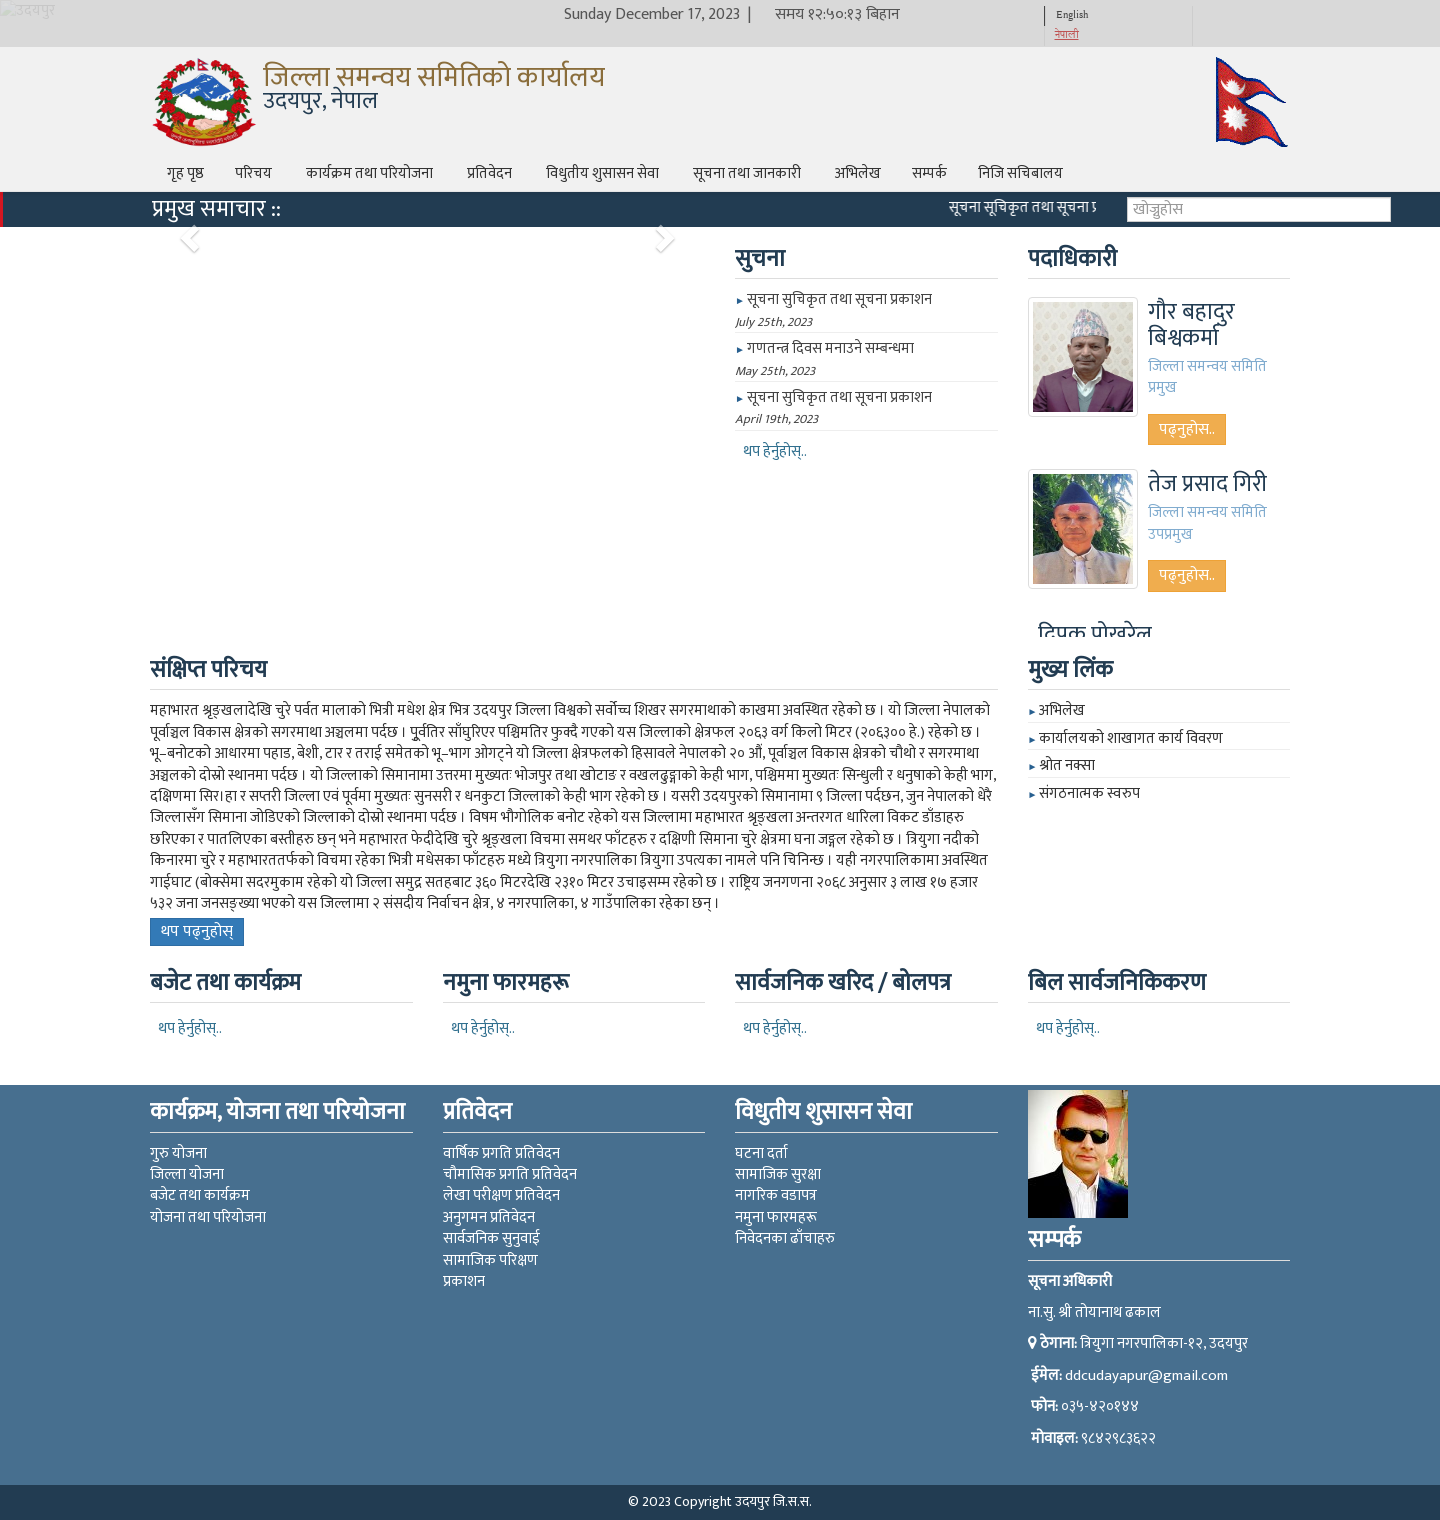 उदयपुर
Sunday December 17, 2023 | समय १२:५०:१३ बिहान
English
नेपाली
जिल्ला समन्वय समितिको कार्यालय
उदयपुर, नेपाल
गृह पृष्ठ परिचय कार्यक्रम तथा परियोजना प्रतिवेदन विधुतीय शुसासन सेवा सूचना तथा जानकारी अभिलेख सम्पर्क निजि सचिबालय
प्रमुख समाचार :: सूचना सूचिकृत तथा सूचना प्र खोज्नुहोस
सुचना
▸ सूचना सुचिकृत तथा सूचना प्रकाशन
July 25th, 2023
▸ गणतन्त्र दिवस मनाउने सम्बन्धमा
May 25th, 2023
▸ सूचना सुचिकृत तथा सूचना प्रकाशन
April 19th, 2023
थप हेर्नुहोस्..
पदाधिकारी
गौर बहादुर
बिश्वकर्मा
जिल्ला समन्वय समिति
प्रमुख
पढ्नुहोस..
तेज प्रसाद गिरी
जिल्ला समन्वय समिति
उपप्रमुख
पढ्नुहोस..
दिपक पोखरेल
संक्षिप्त परिचय
महाभारत श्रृङ्खलादेखि चुरे पर्वत मालाको भित्री मधेश क्षेत्र भित्र उदयपुर जिल्ला विश्वको सर्वोच्च शिखर सगरमाथाको काखमा अवस्थित रहेको छ । यो जिल्ला नेपालको
पूर्वाञ्चल विकास क्षेत्रको सगरमाथा अञ्चलमा पर्दछ । पुूर्वतिर साँघुरिएर पश्चिमतिर फुक्दै गएको यस जिल्लाको क्षेत्रफल २०६३ वर्ग किलो मिटर (२०६३०० हे.) रहेको छ ।
भू–बनोटको आधारमा पहाड, बेशी, टार र तराई समेतको भू–भाग ओगट्ने यो जिल्ला क्षेत्रफलको हिसावले नेपालको २० औं, पूर्वाञ्चल विकास क्षेत्रको चौथो र सगरमाथा
अञ्चलको दोस्रो स्थानमा पर्दछ । यो जिल्लाको सिमानामा उत्तरमा मुख्यतः भोजपुर तथा खोटाङ र वखलढुङ्गाको केही भाग, पश्चिममा मुख्यतः सिन्धुली र धनुषाको केही भाग,
दक्षिणमा सिर।हा र सप्तरी जिल्ला एवं पूर्वमा मुख्यतः सुनसरी र धनकुटा जिल्लाको केही भाग रहेको छ । यसरी उदयपुरको सिमानामा ९ जिल्ला पर्दछन, जुन नेपालको धेरै
जिल्लासँग सिमाना जोडिएको जिल्लाको दोस्रो स्थानमा पर्दछ । विषम भौगोलिक बनोट रहेको यस जिल्लामा महाभारत श्रृङ्खला अन्तरगत धारिला विकट डाँडाहरु
छरिएका र पातलिएका बस्तीहरु छन् भने महाभारत फेदीदेखि चुरे श्रृङ्खला विचमा समथर फाँटहरु र दक्षिणी सिमाना चुरे क्षेत्रमा घना जङ्गल रहेको छ । त्रियुगा नदीको
किनारमा चुरे र महाभारततर्फको विचमा रहेका भित्री मधेसका फाँटहरु मध्ये त्रियुगा नगरपालिका त्रियुगा उपत्यका नामले पनि चिनिन्छ । यही नगरपालिकामा अवस्थित
गाईघाट (बोक्सेमा सदरमुकाम रहेको यो जिल्ला समुद्र सतहबाट ३६० मिटरदेखि २३१० मिटर उचाइसम्म रहेको छ । राष्ट्रिय जनगणना २०६८ अनुसार ३ लाख १७ हजार
५३२ जना जनसङ्ख्या भएको यस जिल्लामा २ संसदीय निर्वाचन क्षेत्र, ४ नगरपालिका, ४ गाउँपालिका रहेका छन् ।
थप पढ्नुहोस्
मुख्य लिंक
▸ अभिलेख
▸ कार्यालयको शाखागत कार्य विवरण
▸ श्रोत नक्सा
▸ संगठनात्मक स्वरुप
बजेट तथा कार्यक्रम
थप हेर्नुहोस्..
नमुना फारमहरू
थप हेर्नुहोस्..
सार्वजनिक खरिद / बोलपत्र
थप हेर्नुहोस्..
बिल सार्वजनिकिकरण
थप हेर्नुहोस्..
कार्यक्रम, योजना तथा परियोजना
गुरु योजना
जिल्ला योजना
बजेट तथा कार्यक्रम
योजना तथा परियोजना
प्रतिवेदन
वार्षिक प्रगति प्रतिवेदन
चौमासिक प्रगति प्रतिवेदन
लेखा परीक्षण प्रतिवेदन
अनुगमन प्रतिवेदन
सार्वजनिक सुनुवाई
सामाजिक परिक्षण
प्रकाशन
विधुतीय शुसासन सेवा
घटना दर्ता
सामाजिक सुरक्षा
नागरिक वडापत्र
नमुना फारमहरू
निवेदनका ढाँचाहरु
सम्पर्क
सूचना अधिकारी
ना.सु. श्री तोयानाथ ढकाल
ठेगाना: त्रियुगा नगरपालिका-१२, उदयपुर
ईमेल: ddcudayapur@gmail.com
फोन: ०३५-४२०१४४
मोवाइल: ९८४२९८३६२२
© 2023 Copyright उदयपुर जि.स.स.